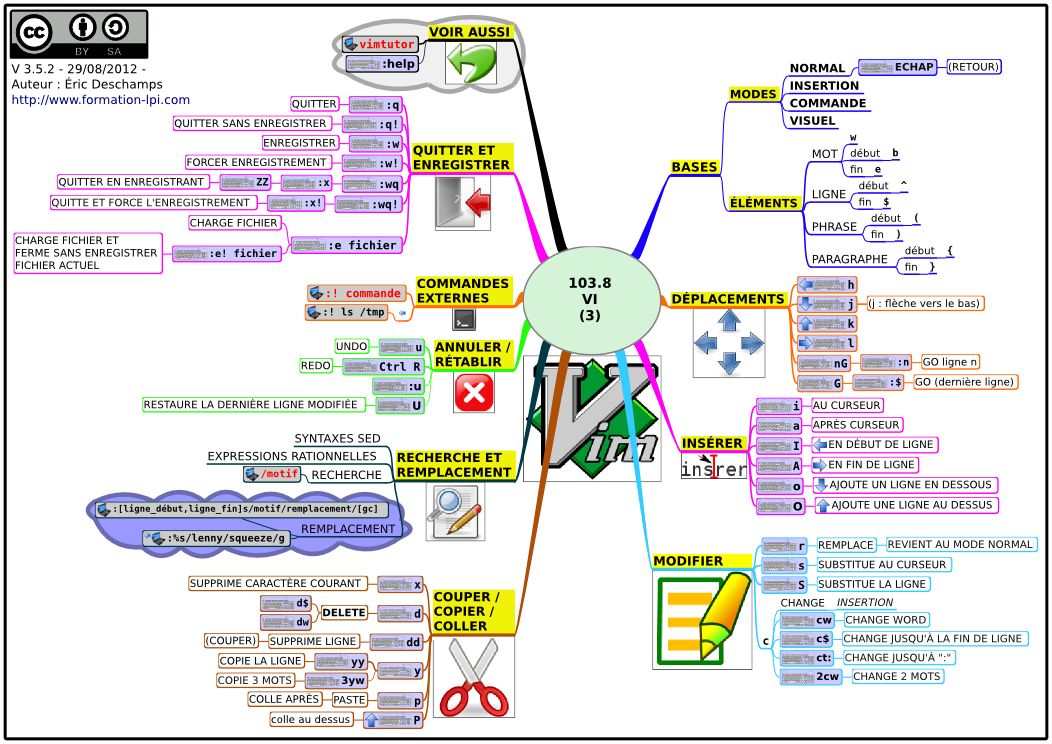 cc
BY SA
V 3.5.2 - 29/08/2012 -
Auteur : Éric Deschamps
http://www.formation-lpi.com
VOIR AUSSI
vimtutor
:help
QUITTER ET
ENREGISTRER
QUITTER :q
QUITTER SANS ENREGISTRER :q!
ENREGISTRER :w
FORCER ENREGISTREMENT :w!
QUITTER EN ENREGISTRANT ZZ :x :wq
QUITTE ET FORCE L'ENREGISTREMENT :x! :wq!
CHARGE FICHIER
:e fichier
CHARGE FICHIER ET
FERME SANS ENREGISTRER
FICHIER ACTUEL
:e! fichier
COMMANDES
EXTERNES
:! commande
:! ls /tmp
ANNULER /
RÉTABLIR
UNDO u
REDO Ctrl R
:u
RESTAURE LA DERNIÈRE LIGNE MODIFIÉE U
RECHERCHE ET
REMPLACEMENT
SYNTAXES SED
EXPRESSIONS RATIONNELLES
/motif RECHERCHE
:[ligne_début,ligne_fin]s/motif/remplacement/[gc]
REMPLACEMENT
:%s/lenny/squeeze/g
COUPER /
COPIER /
COLLER
SUPPRIME CARACTÈRE COURANT x
d$
dw
DELETE d
(COUPER) SUPPRIME LIGNE dd
COPIE LA LIGNE yy
COPIE 3 MOTS 3yw
y
COLLE APRÈS PASTE p
colle au dessus P
103.8
VI
(3)
Vim
BASES
MODES
NORMAL ECHAP (RETOUR)
INSERTION
COMMANDE
VISUEL
ÉLÉMENTS
MOT
w
début b
fin e
LIGNE
début ^
fin $
PHRASE
début (
fin )
PARAGRAPHE
début {
fin }
DÉPLACEMENTS
h
j (j : flèche vers le bas)
k
l
nG :n GO ligne n
G :$ GO (dernière ligne)
INSÉRER
insrer
i AU CURSEUR
a APRÈS CURSEUR
I EN DÉBUT DE LIGNE
A EN FIN DE LIGNE
o AJOUTE UN LIGNE EN DESSOUS
O AJOUTE UNE LIGNE AU DESSUS
MODIFIER
r REMPLACE REVIENT AU MODE NORMAL
s SUBSTITUE AU CURSEUR
S SUBSTITUE LA LIGNE
c
CHANGE INSERTION
cw CHANGE WORD
c$ CHANGE JUSQU'À LA FIN DE LIGNE
ct: CHANGE JUSQU'À ":"
2cw CHANGE 2 MOTS